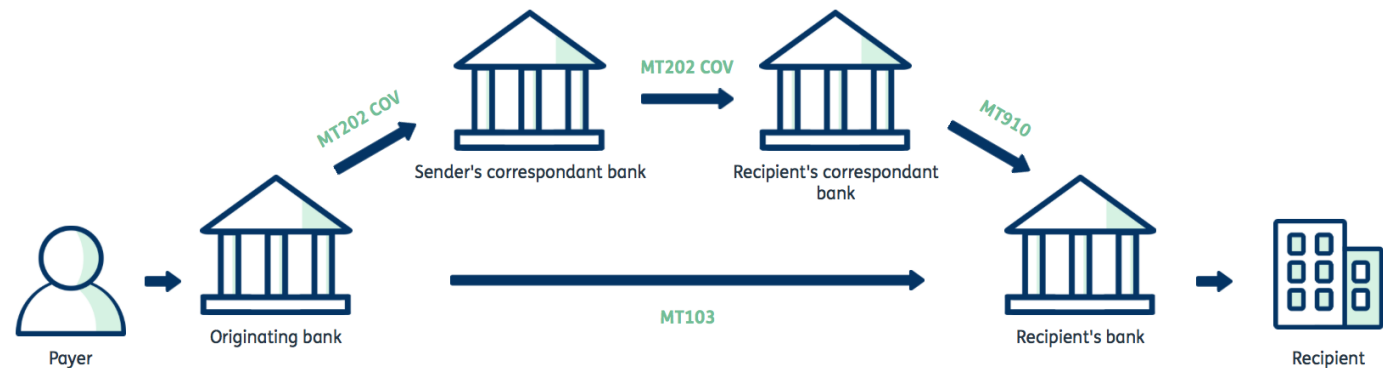 MT202 COV
MT202 COV
MT910
Sender's correspondant bank
Recipient's correspondant
bank
MT103
Originating bank
Recipient's bank
Payer
Recipient